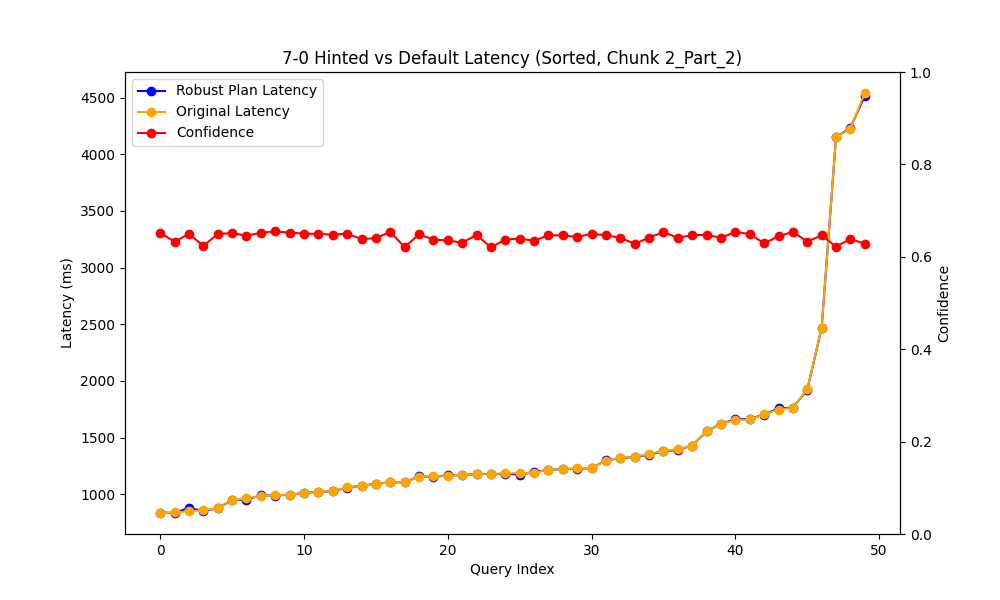 7-0 Hinted vs Default Latency (Sorted, Chunk 2_Part_2)
Robust Plan Latency
Original Latency
Confidence
4500
4000
3500
3000
2500
2000
1500
1000
Latency (ms)
1.0
0.8
0.6
0.4
0.2
0.0
Confidence
0 10 20 30 40 50
Query Index